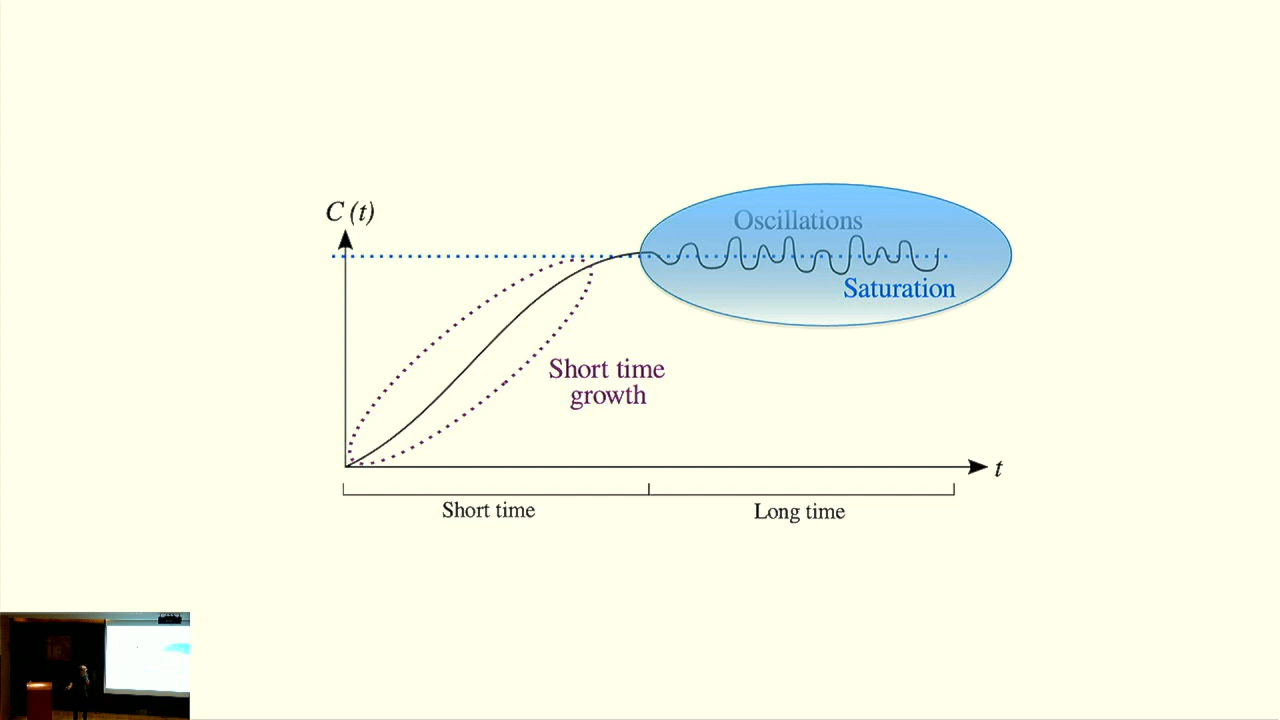 C (t)
Oscillations
Saturation
Short time
growth
t
Short time
Long time